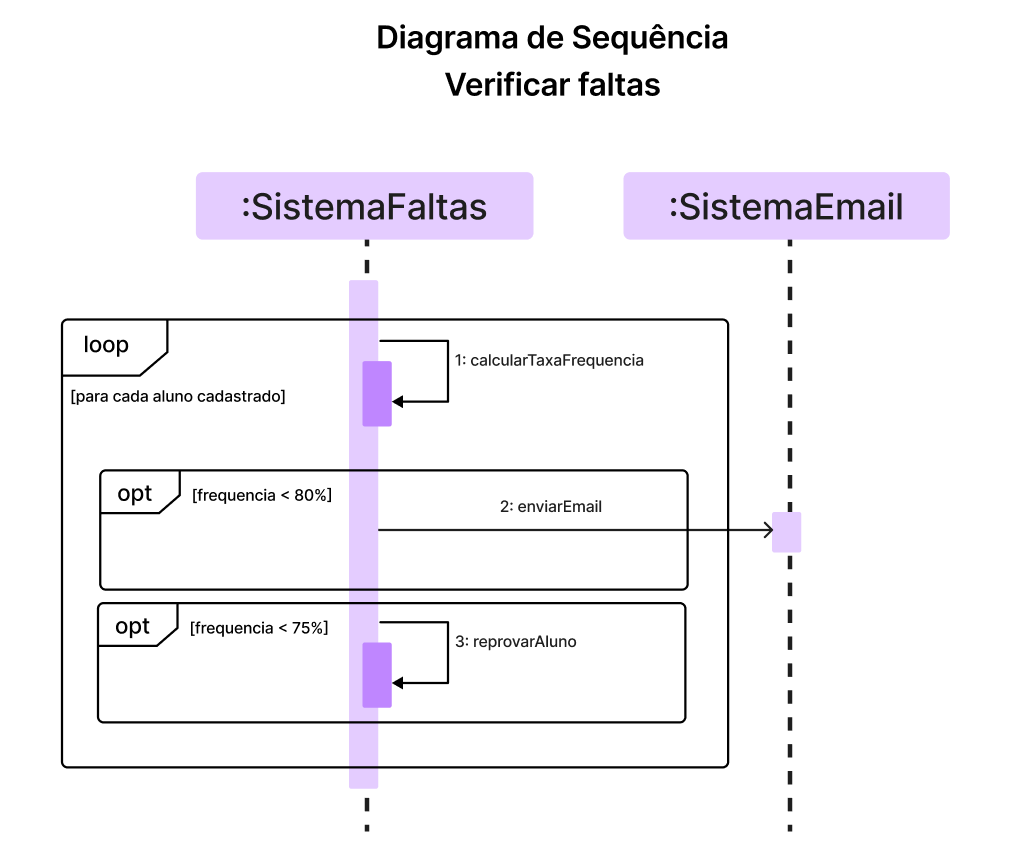 Diagrama de Sequência
Verificar faltas
:SistemaFaltas
:SistemaEmail
loop
1: calcularTaxaFrequencia
[para cada aluno cadastrado]
opt
[frequencia < 80%]
2: enviarEmail
opt
[frequencia < 75%]
3: reprovarAluno